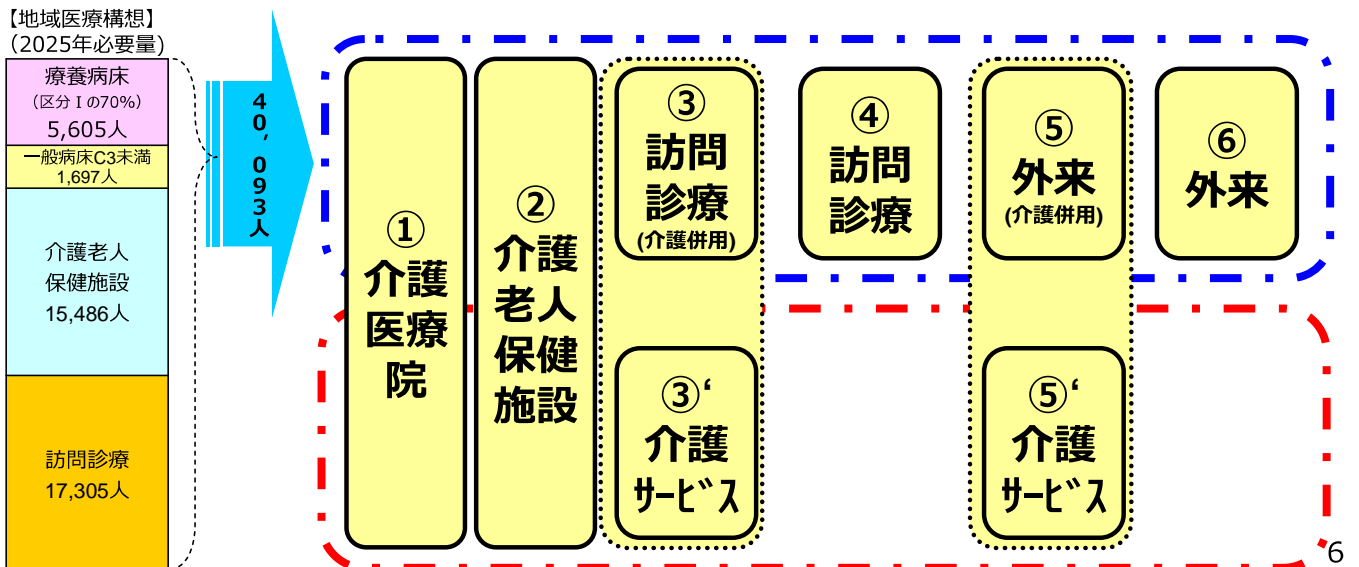 【地域医療構想】
（2025年必要量)
療養病床
（区分Ⅰの70%）
5,605人
一般病床C3未満
1,697人
介護老人
保健施設
15,486人
訪問診療
17,305人
40,093人
①
介護
医療
院
②
介護
老人
保健
施設
③
訪問
診療
(介護併用)
③‘
介護
ｻｰﾋﾞｽ
④
訪問
診療
⑤
外来
(介護併用)
⑤‘
介護
ｻｰﾋﾞｽ
⑥
外来
6